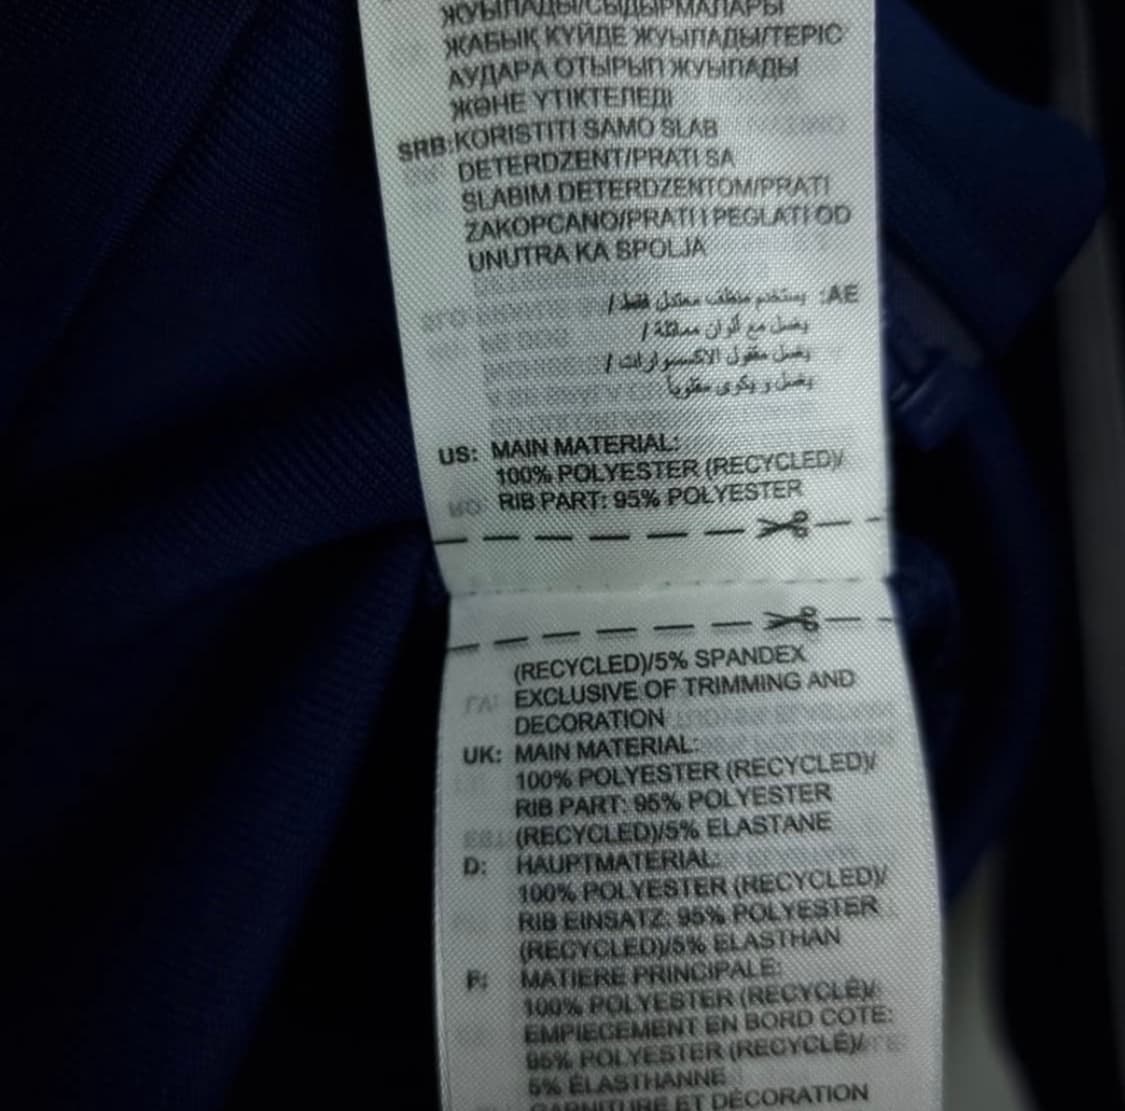 ЖУЫЛАДЫ/СЫДЫРМАЛАРЫ
ЖАБЫҚ КҮЙДЕ ЖУЫЛАДЫ/ТЕРІС
АУДАРА ОТЫРЫП ЖУЫЛАДЫ
ЖӘНЕ ҮТІКТЕЛЕДІ
SRB:KORISTITI SAMO SLAB
DETERDZENT/PRATI SA
SLABIM DETERDZENTOM/PRATI
ZAKOPCANO/PRATI I PEGLATI OD
UNUTRA KA SPOLJA
AE: يستخدم منظف معتدل فقط /
يغسل مع ألوان مماثلة /
يغسل مقفول الاكسسوارات /
يغسل و يكوى مقلوباً
US: MAIN MATERIAL:
100% POLYESTER (RECYCLED)/
RIB PART: 95% POLYESTER
(RECYCLED)/5% SPANDEX
EXCLUSIVE OF TRIMMING AND
DECORATION
UK: MAIN MATERIAL:
100% POLYESTER (RECYCLED)/
RIB PART: 95% POLYESTER
(RECYCLED)/5% ELASTANE
D: HAUPTMATERIAL:
100% POLYESTER (RECYCLED)/
RIB EINSATZ: 95% POLYESTER
(RECYCLED)/5% ELASTHAN
F: MATIERE PRINCIPALE:
100% POLYESTER (RECYCLÉ)/
EMPIECEMENT EN BORD COTE:
95% POLYESTER (RECYCLÉ)/
5% ÉLASTHANNE
GARNITURE ET DÉCORATION